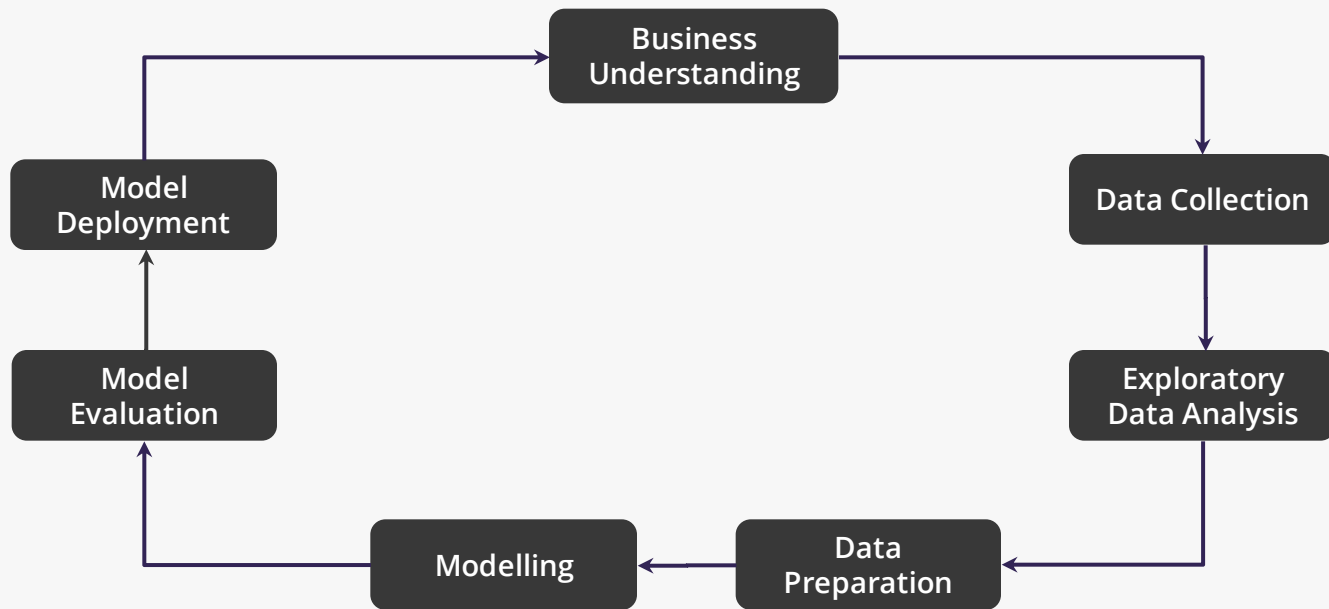 Business
Understanding
Model
Deployment
Data Collection
Model
Evaluation
Exploratory
Data Analysis
Modelling
Data
Preparation